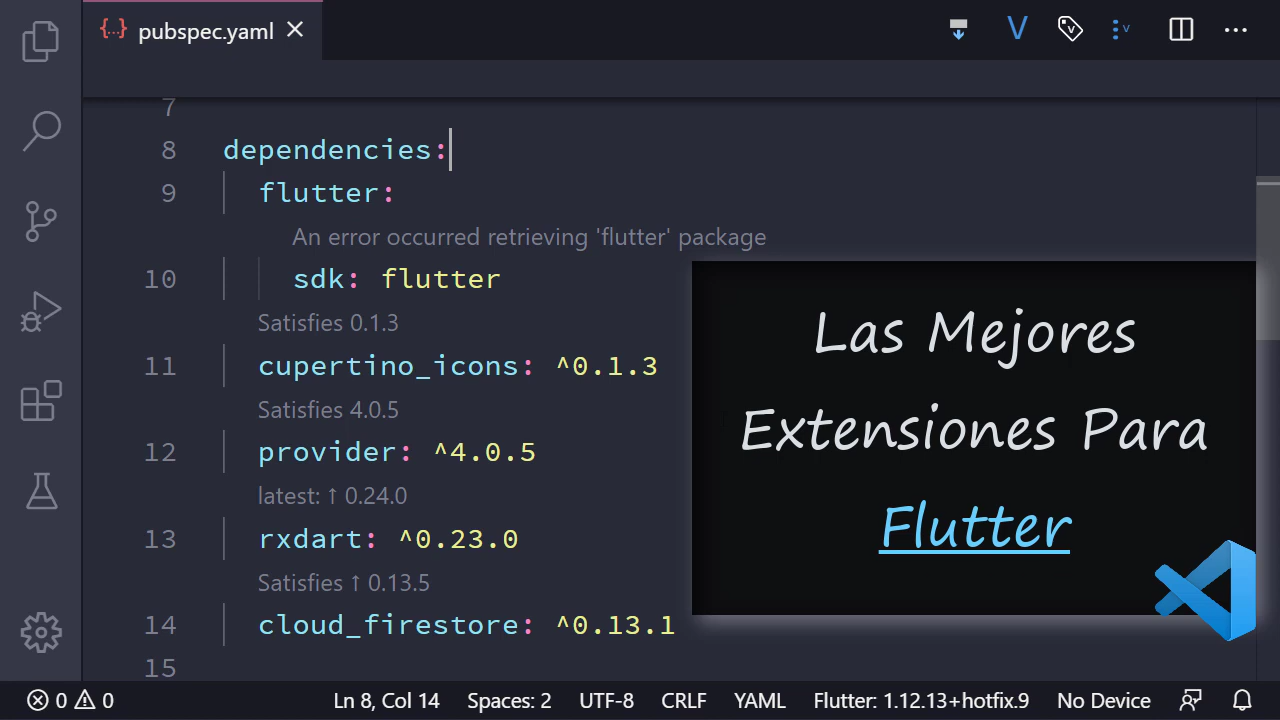 pubspec.yaml
7
8 dependencies:
9 flutter:
An error occurred retrieving 'flutter' package
10 sdk: flutter
Satisfies 0.1.3
11 cupertino_icons: ^0.1.3
Satisfies 4.0.5
12 provider: ^4.0.5
latest: ↑ 0.24.0
13 rxdart: ^0.23.0
Satisfies ↑ 0.13.5
14 cloud_firestore: ^0.13.1
15
Las Mejores
Extensiones Para
Flutter
0 0 Ln 8, Col 14 Spaces: 2 UTF-8 CRLF YAML Flutter: 1.12.13+hotfix.9 No Device